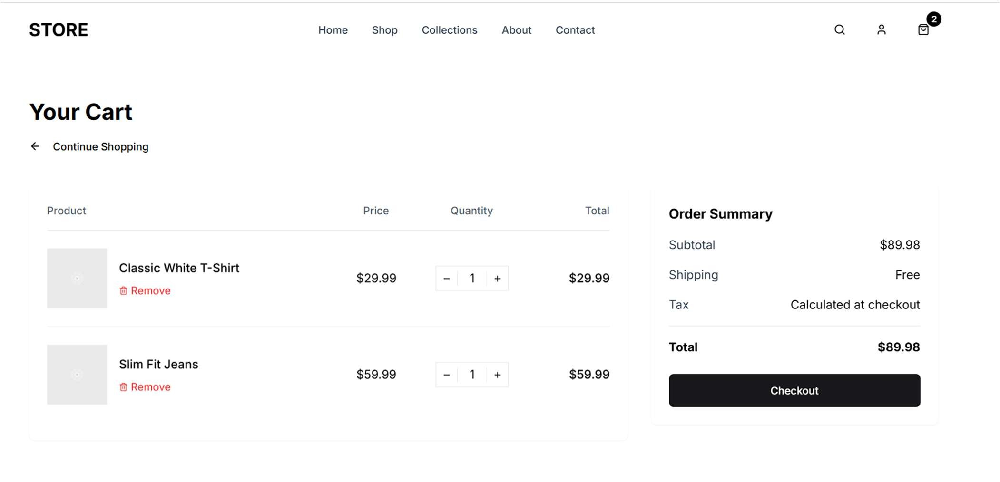 STORE
Home Shop Collections About Contact
2
Your Cart
Continue Shopping
Product Price Quantity Total
Classic White T-Shirt
Remove
$29.99 − 1 + $29.99
Slim Fit Jeans
Remove
$59.99 − 1 + $59.99
Order Summary
Subtotal $89.98
Shipping Free
Tax Calculated at checkout
Total $89.98
Checkout